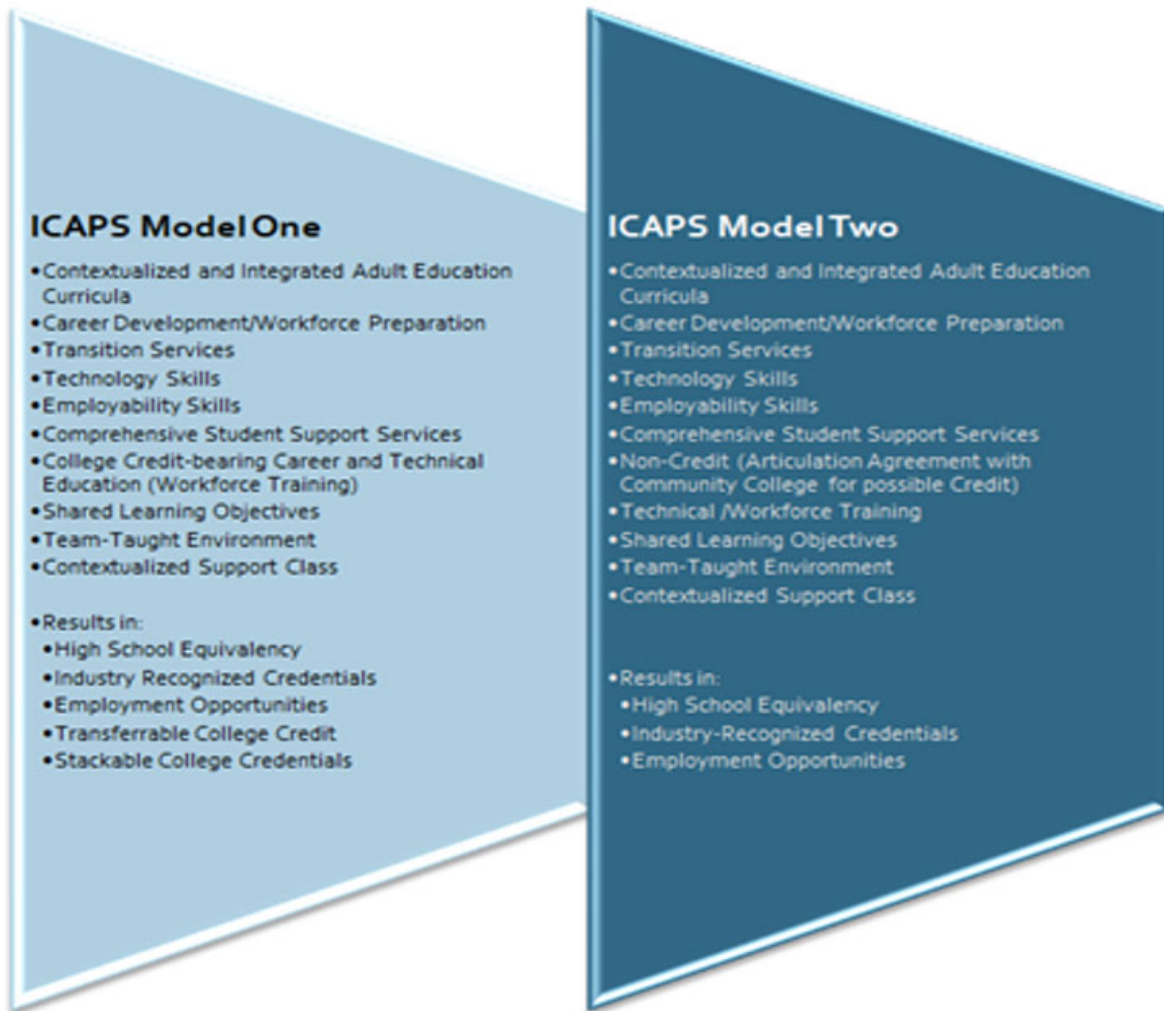 ICAPS Model One
•Contextualized and Integrated Adult Education
Curricula
•Career Development/Workforce Preparation
•Transition Services
•Technology Skills
•Employability Skills
•Comprehensive Student Support Services
•College Credit-bearing Career and Technical
Education (Workforce Training)
•Shared Learning Objectives
•Team-Taught Environment
•Contextualized Support Class
•Results in:
•High School Equivalency
•Industry Recognized Credentials
•Employment Opportunities
•Transferrable College Credit
•Stackable College Credentials
ICAPS Model Two
•Contextualized and Integrated Adult Education
Curricula
•Career Development/Workforce Preparation
•Transition Services
•Technology Skills
•Employability Skills
•Comprehensive Student Support Services
•Non-Credit (Articulation Agreement with
Community College for possible Credit)
•Technical /Workforce Training
•Shared Learning Objectives
•Team-Taught Environment
•Contextualized Support Class
•Results in:
•High School Equivalency
•Industry-Recognized Credentials
•Employment Opportunities